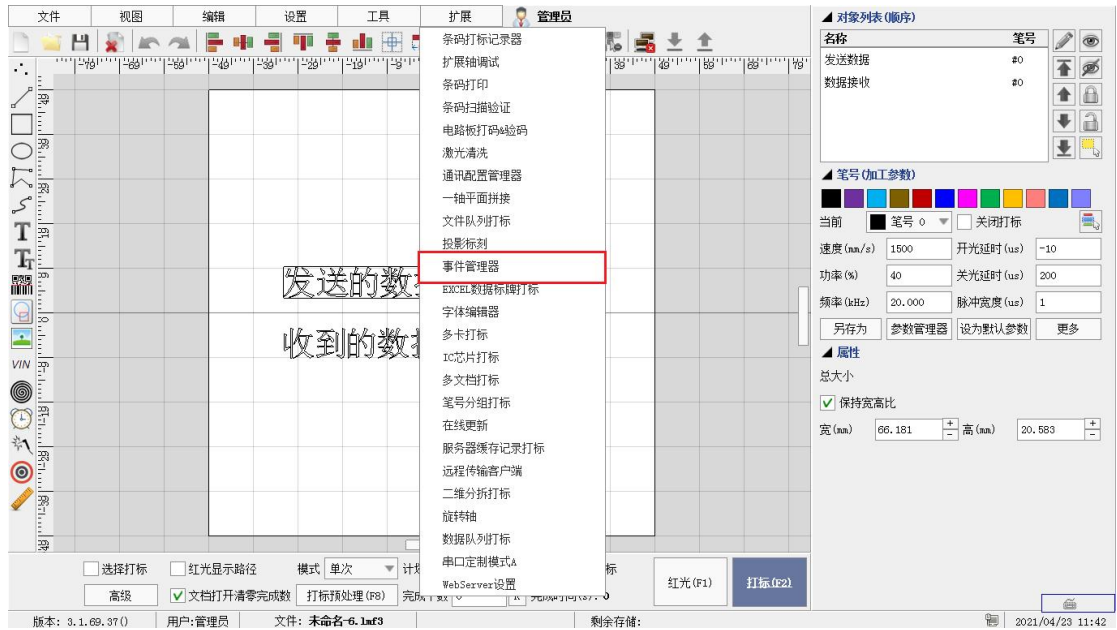 文件 视图 编辑 设置 工具 扩展 管理员
条码打标记录器
扩展轴调试
条码打印
条码扫描验证
电路板打码&验码
激光清洗
通讯配置管理器
一轴平面拼接
文件队列打标
投影标刻
事件管理器
EXCEL数据标牌打标
字体编辑器
多卡打标
IC芯片打标
多文档打标
笔号分组打标
在线更新
服务器缓存记录打标
远程传输客户端
二维分拆打标
旋转轴
数据队列打标
串口定制模式A
WebServer设置
-79 -69 -59 -49 -39 -29 -19 -9 39 49 59 69 79
发送的数
收到的数
VIN
对象列表(顺序)
名称 笔号
发送数据 #0
数据接收 #0
笔号(加工参数)
当前 笔号 0 关闭打标
速度(mm/s) 1500 开光延时(us) -10
功率(%) 40 关光延时(us) 200
频率(kHz) 20.000 脉冲宽度(us) 1
另存为 参数管理器 设为默认参数 更多
属性
总大小
保持宽高比
宽(mm) 66.181 高(mm) 20.583
选择打标 红光显示路径 模式 单次 标
高级 文档打开清零完成数 打标预处理(F8) 0 R
红光(F1) 打标(F2)
版本: 3.1.69.37() 用户:管理员 文件: 未命名-6.lmf3 剩余存储: 2021/04/23 11:42